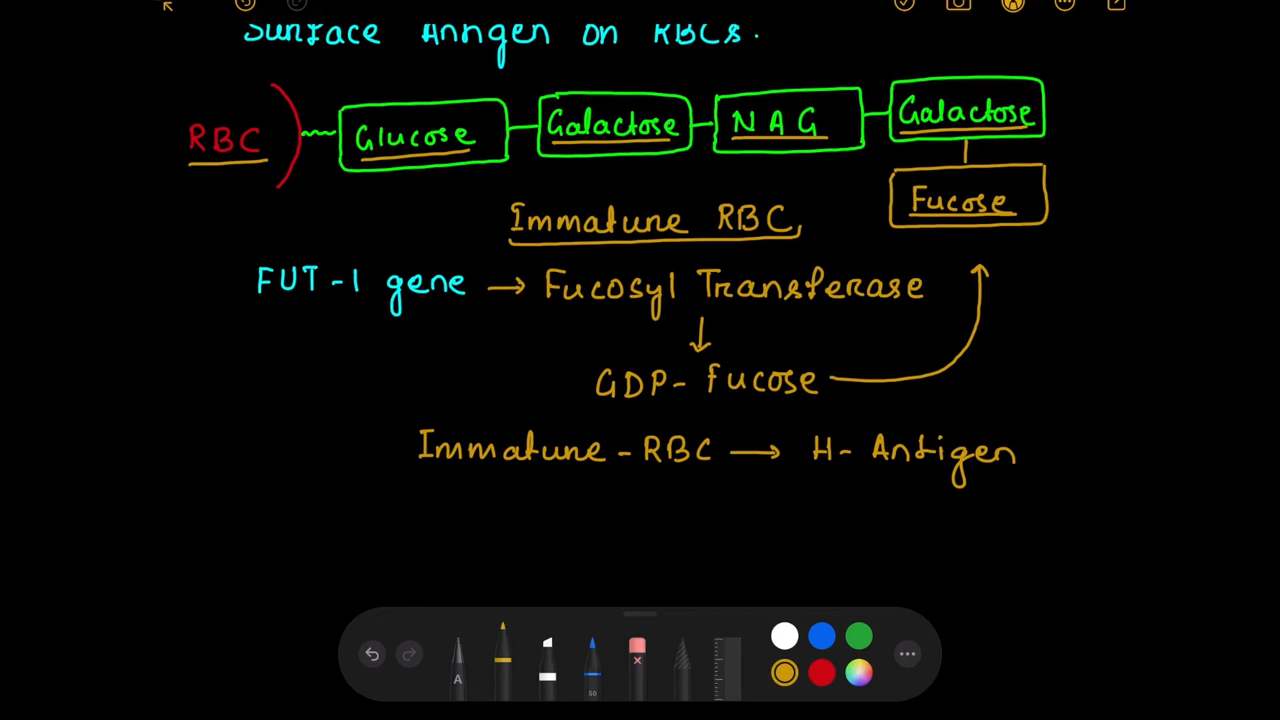 Surface Antigen on RBCs.
RBC Glucose Galactose NAG Galactose
Fucose
Immature RBC,
FUT-1 gene → Fucosyl Transferase
↓
GDP- Fucose
Immature - RBC → H- Antigen
A 50